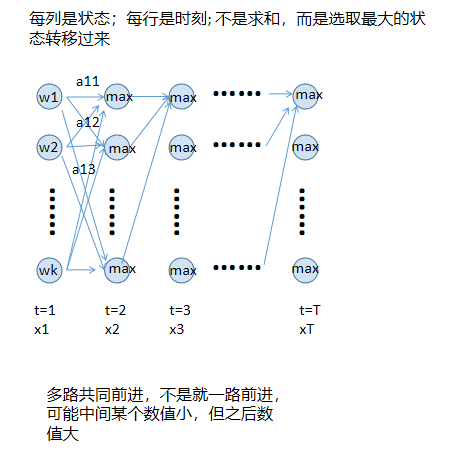 每列是状态；每行是时刻; 不是求和，而是选取最大的状
态转移过来
a11
w1 max max max
a12
w2 max max max
a13
wk max max max
t=1 t=2 t=3 t=T
x1 x2 x3 xT
多路共同前进，不是就一路前进，
可能中间某个数值小，但之后数
值大